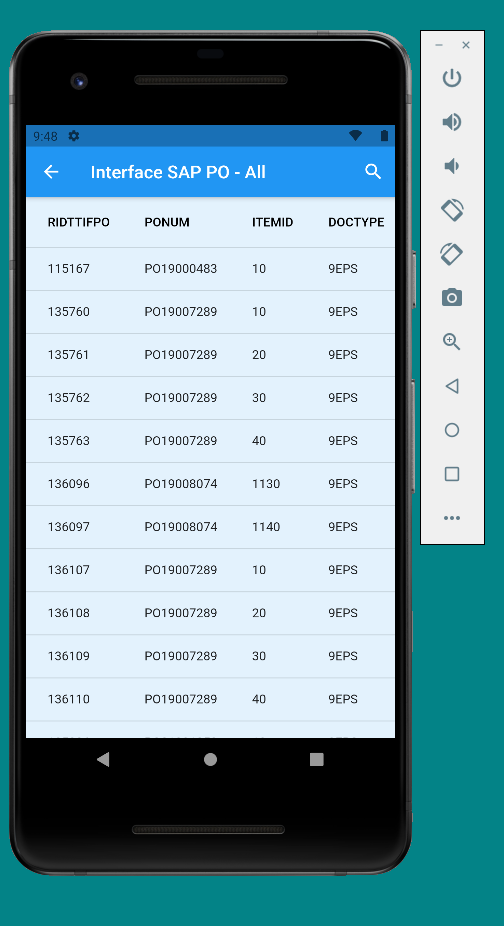 9:48
Interface SAP PO - All
RIDTTIFPO PONUM ITEMID DOCTYPE
115167 PO19000483 10 9EPS
135760 PO19007289 10 9EPS
135761 PO19007289 20 9EPS
135762 PO19007289 30 9EPS
135763 PO19007289 40 9EPS
136096 PO19008074 1130 9EPS
136097 PO19008074 1140 9EPS
136107 PO19007289 10 9EPS
136108 PO19007289 20 9EPS
136109 PO19007289 30 9EPS
136110 PO19007289 40 9EPS